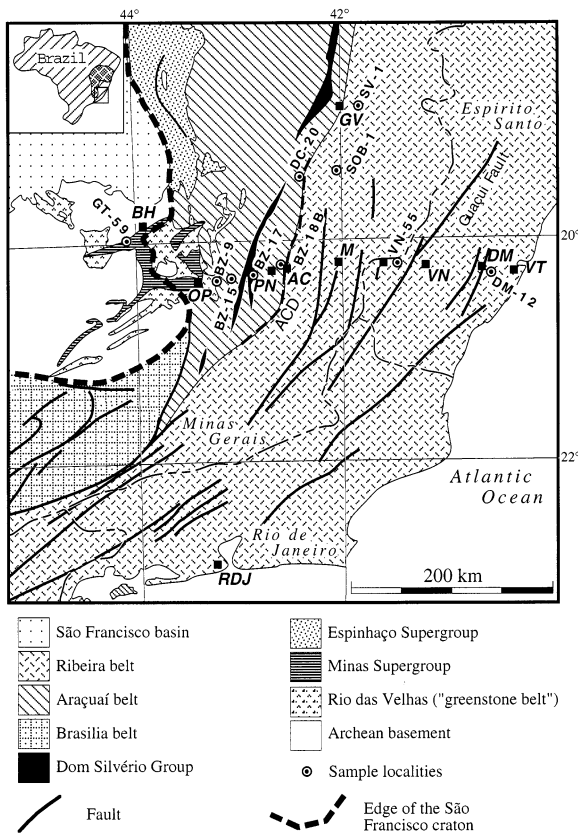 44°
42°
Brazil
SV-1
GV
Espirito
Santo
DC-20
SOB-1
Guaçuí Fault
BH
GT-59
20°
BZ-9
BZ-17
BZ-18B
M
VN-55
DM
VT
OP
BZ-15
PN
AC
VN
DM-12
ACD
Minas
Gerais
22°
Atlantic
Ocean
Rio de
Janeiro
RDJ
200 km
São Francisco basin
Espinhaço Supergroup
Ribeira belt
Minas Supergroup
Araçuaí belt
Rio das Velhas ("greenstone belt")
Brasilia belt
Archean basement
Dom Silvério Group
Sample localities
Fault
Edge of the São
Francisco craton